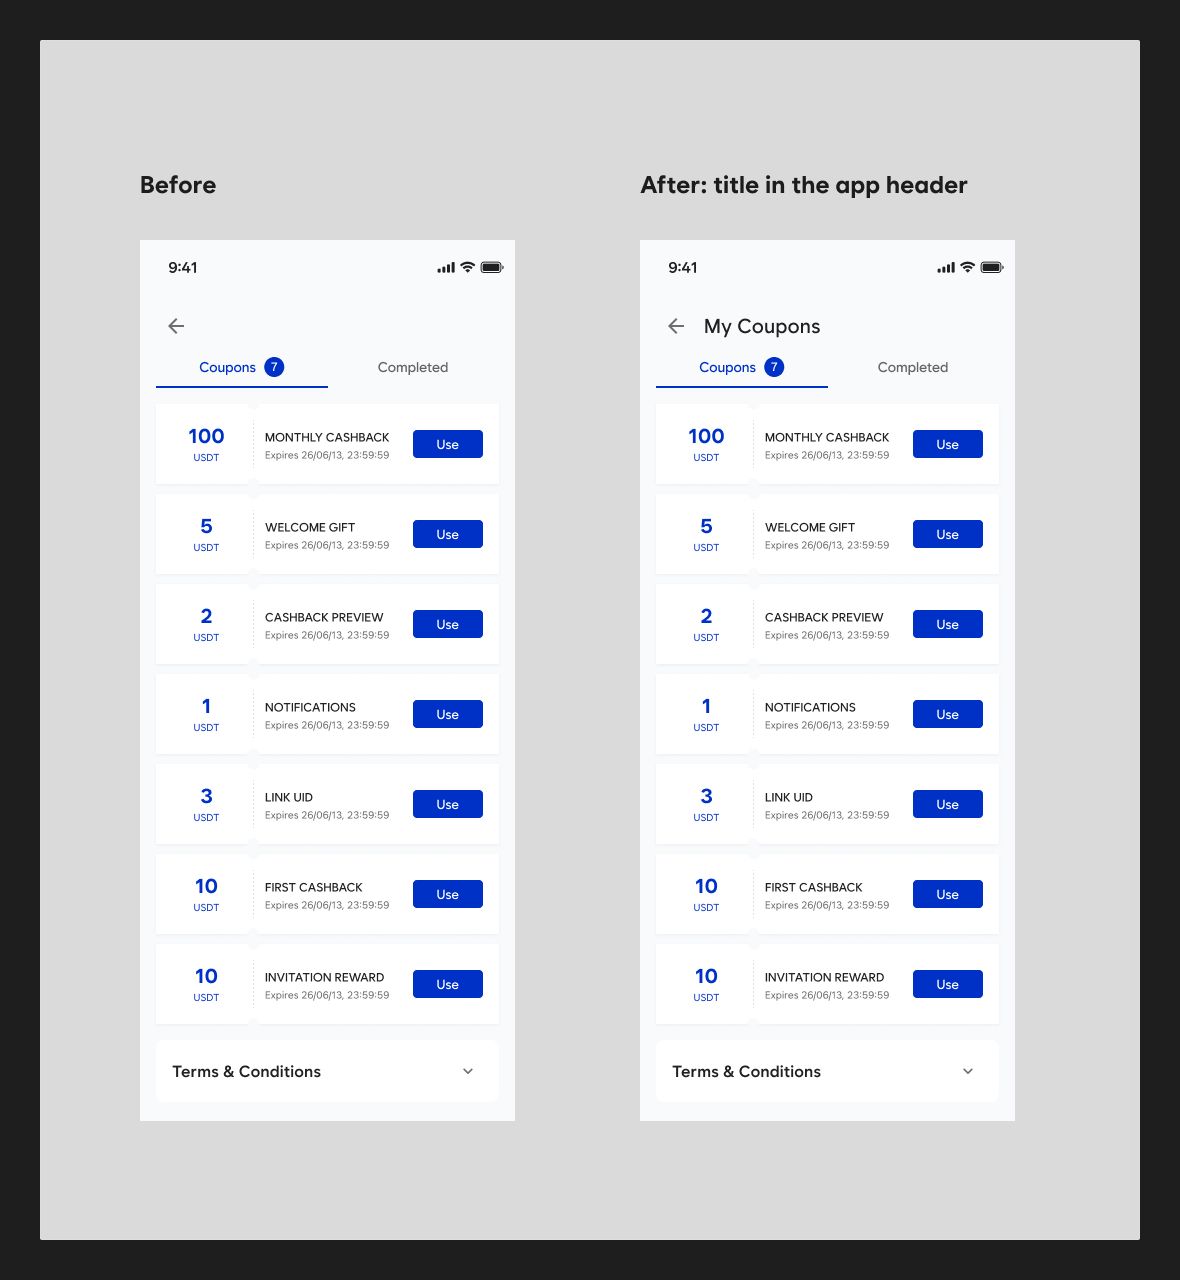 Before
9:41
Coupons 7 Completed
100
USDT
MONTHLY CASHBACK
Expires 26/06/13, 23:59:59
Use
5
USDT
WELCOME GIFT
Expires 26/06/13, 23:59:59
Use
2
USDT
CASHBACK PREVIEW
Expires 26/06/13, 23:59:59
Use
1
USDT
NOTIFICATIONS
Expires 26/06/13, 23:59:59
Use
3
USDT
LINK UID
Expires 26/06/13, 23:59:59
Use
10
USDT
FIRST CASHBACK
Expires 26/06/13, 23:59:59
Use
10
USDT
INVITATION REWARD
Expires 26/06/13, 23:59:59
Use
Terms & Conditions
After: title in the app header
9:41
My Coupons
Coupons 7 Completed
100
USDT
MONTHLY CASHBACK
Expires 26/06/13, 23:59:59
Use
5
USDT
WELCOME GIFT
Expires 26/06/13, 23:59:59
Use
2
USDT
CASHBACK PREVIEW
Expires 26/06/13, 23:59:59
Use
1
USDT
NOTIFICATIONS
Expires 26/06/13, 23:59:59
Use
3
USDT
LINK UID
Expires 26/06/13, 23:59:59
Use
10
USDT
FIRST CASHBACK
Expires 26/06/13, 23:59:59
Use
10
USDT
INVITATION REWARD
Expires 26/06/13, 23:59:59
Use
Terms & Conditions